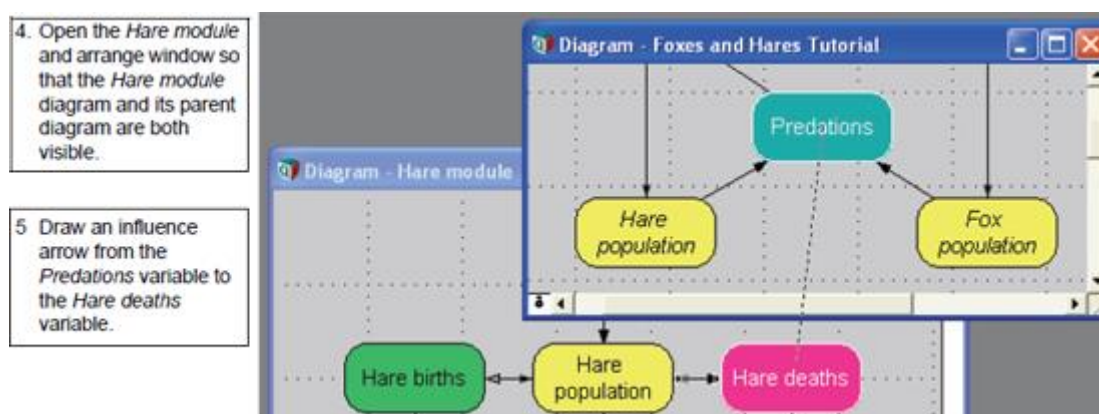 4. Open the Hare module
and arrange window so
that the Hare module
diagram and its parent
diagram are both
visible.
5 Draw an influence
arrow from the
Predations variable to
the Hare deaths
variable.
Diagram - Foxes and Hares Tutorial
Predations
Hare
population
Fox
population
Diagram - Hare module
Hare births
Hare
population
Hare deaths